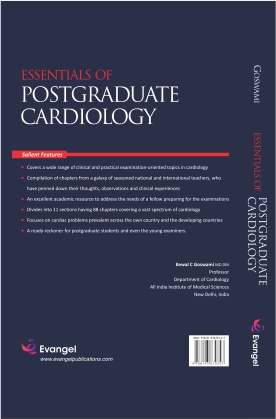 ESSENTIALS OF
POSTGRADUATE
CARDIOLOGY
Salient Features
Covers a wide range of clinical and practical examination-oriented topics in cardiology
Compilation of chapters from a galaxy of seasoned national and international teachers, who
have penned down their thoughts, observations and clinical experiences
An excellent academic resource to address the needs of a fellow preparing for the examinations
Divides into 11 sections having 88 chapters covering a vast spectrum of cardiology
Focuses on cardiac problems prevalent across the own country and the developing countries
A ready-reckoner for postgraduate students and even the young examiners.
Kewal C Goswami MD DM
Professor
Department of Cardiology
All India Institute of Medical Sciences
New Delhi, India
Evangel
www.evangelpublications.com
GOSWAMI
ESSENTIALS OF
POSTGRADUATE
CARDIOLOGY
Evangel